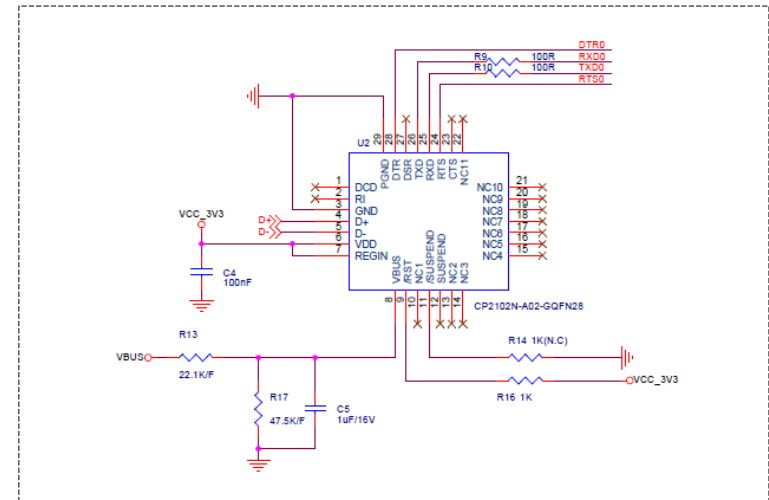 DTR0
R9 100R RXD0
R10 100R TXD0
RTS0
U2
29 28 27 26 25 24 23 22
PGND DTR DSR TXD RXD RTS CTS NC11
1 DCD NC10 21
2 RI NC9 20
3 GND NC8 19
D+ 4 D+ NC7 18
D- 5 D- NC6 17
6 VDD NC5 16
7 REGIN NC4 15
VCC_3V3
VBUS /RST NC1 /SUSPEND SUSPEND NC2 NC3
8 9 10 11 12 13 14
C4
100nF
CP2102N-A02-GQFN28
R13
VBUS
22.1K/F
R14 1K(N.C)
VCC_3V3
R16 1K
R17
47.5K/F
C5
1uF/16V